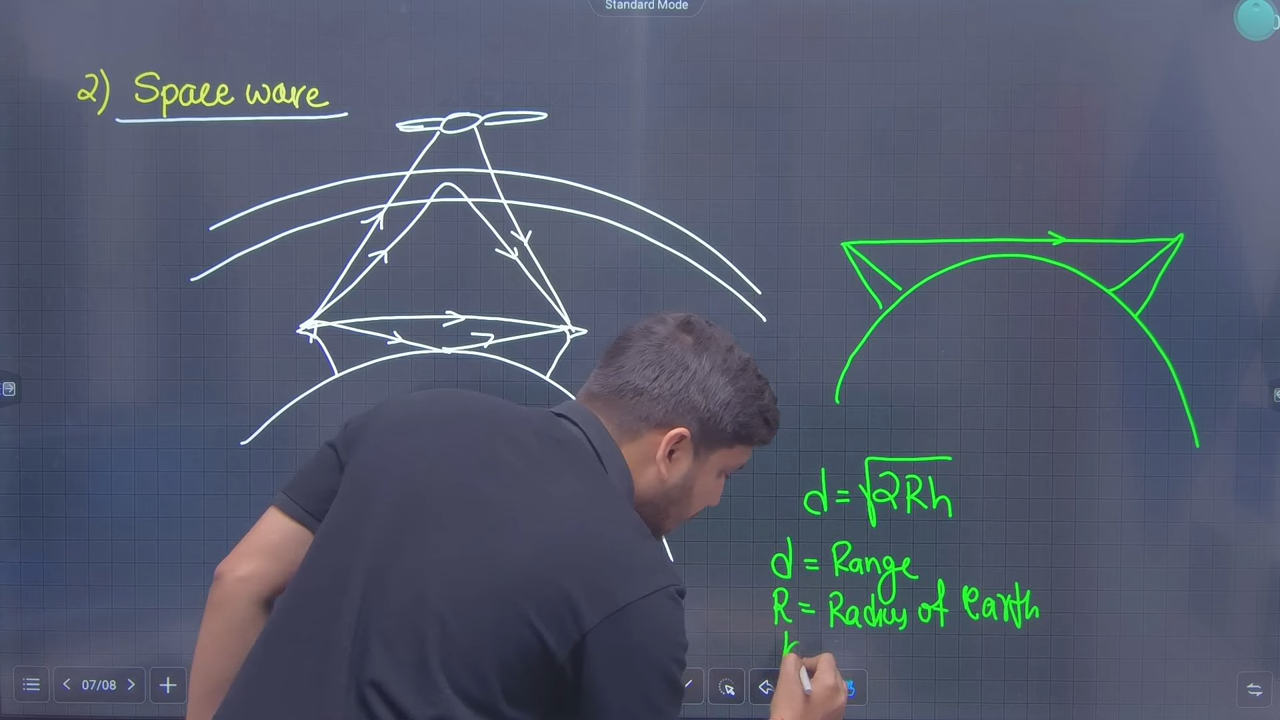 Standard Mode
2) Space wave
d = √2Rh
d = Range
R = Radius of earth
h
07/08